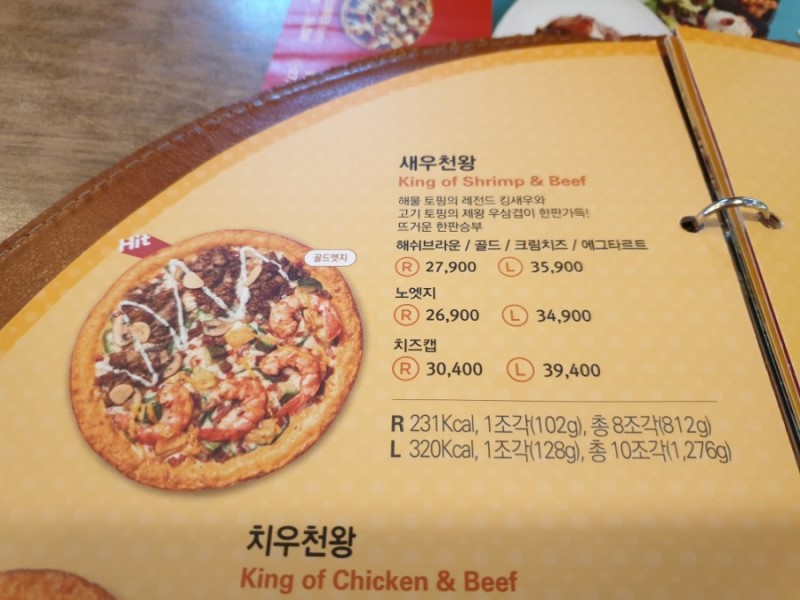 새우천왕
King of Shrimp & Beef
해물 토핑의 레전드 킹새우와
고기 토핑의 제왕 우삼겹이 한판가득!
뜨거운 한판승부
해쉬브라운 / 골드 / 크림치즈 / 에그타르트
R 27,900 L 35,900
노엣지
R 26,900 L 34,900
치즈캡
R 30,400 L 39,400
R 231Kcal, 1조각(102g), 총 8조각(812g)
L 320Kcal, 1조각(128g), 총 10조각(1,276g)
Hit
골드엣지
치우천왕
King of Chicken & Beef